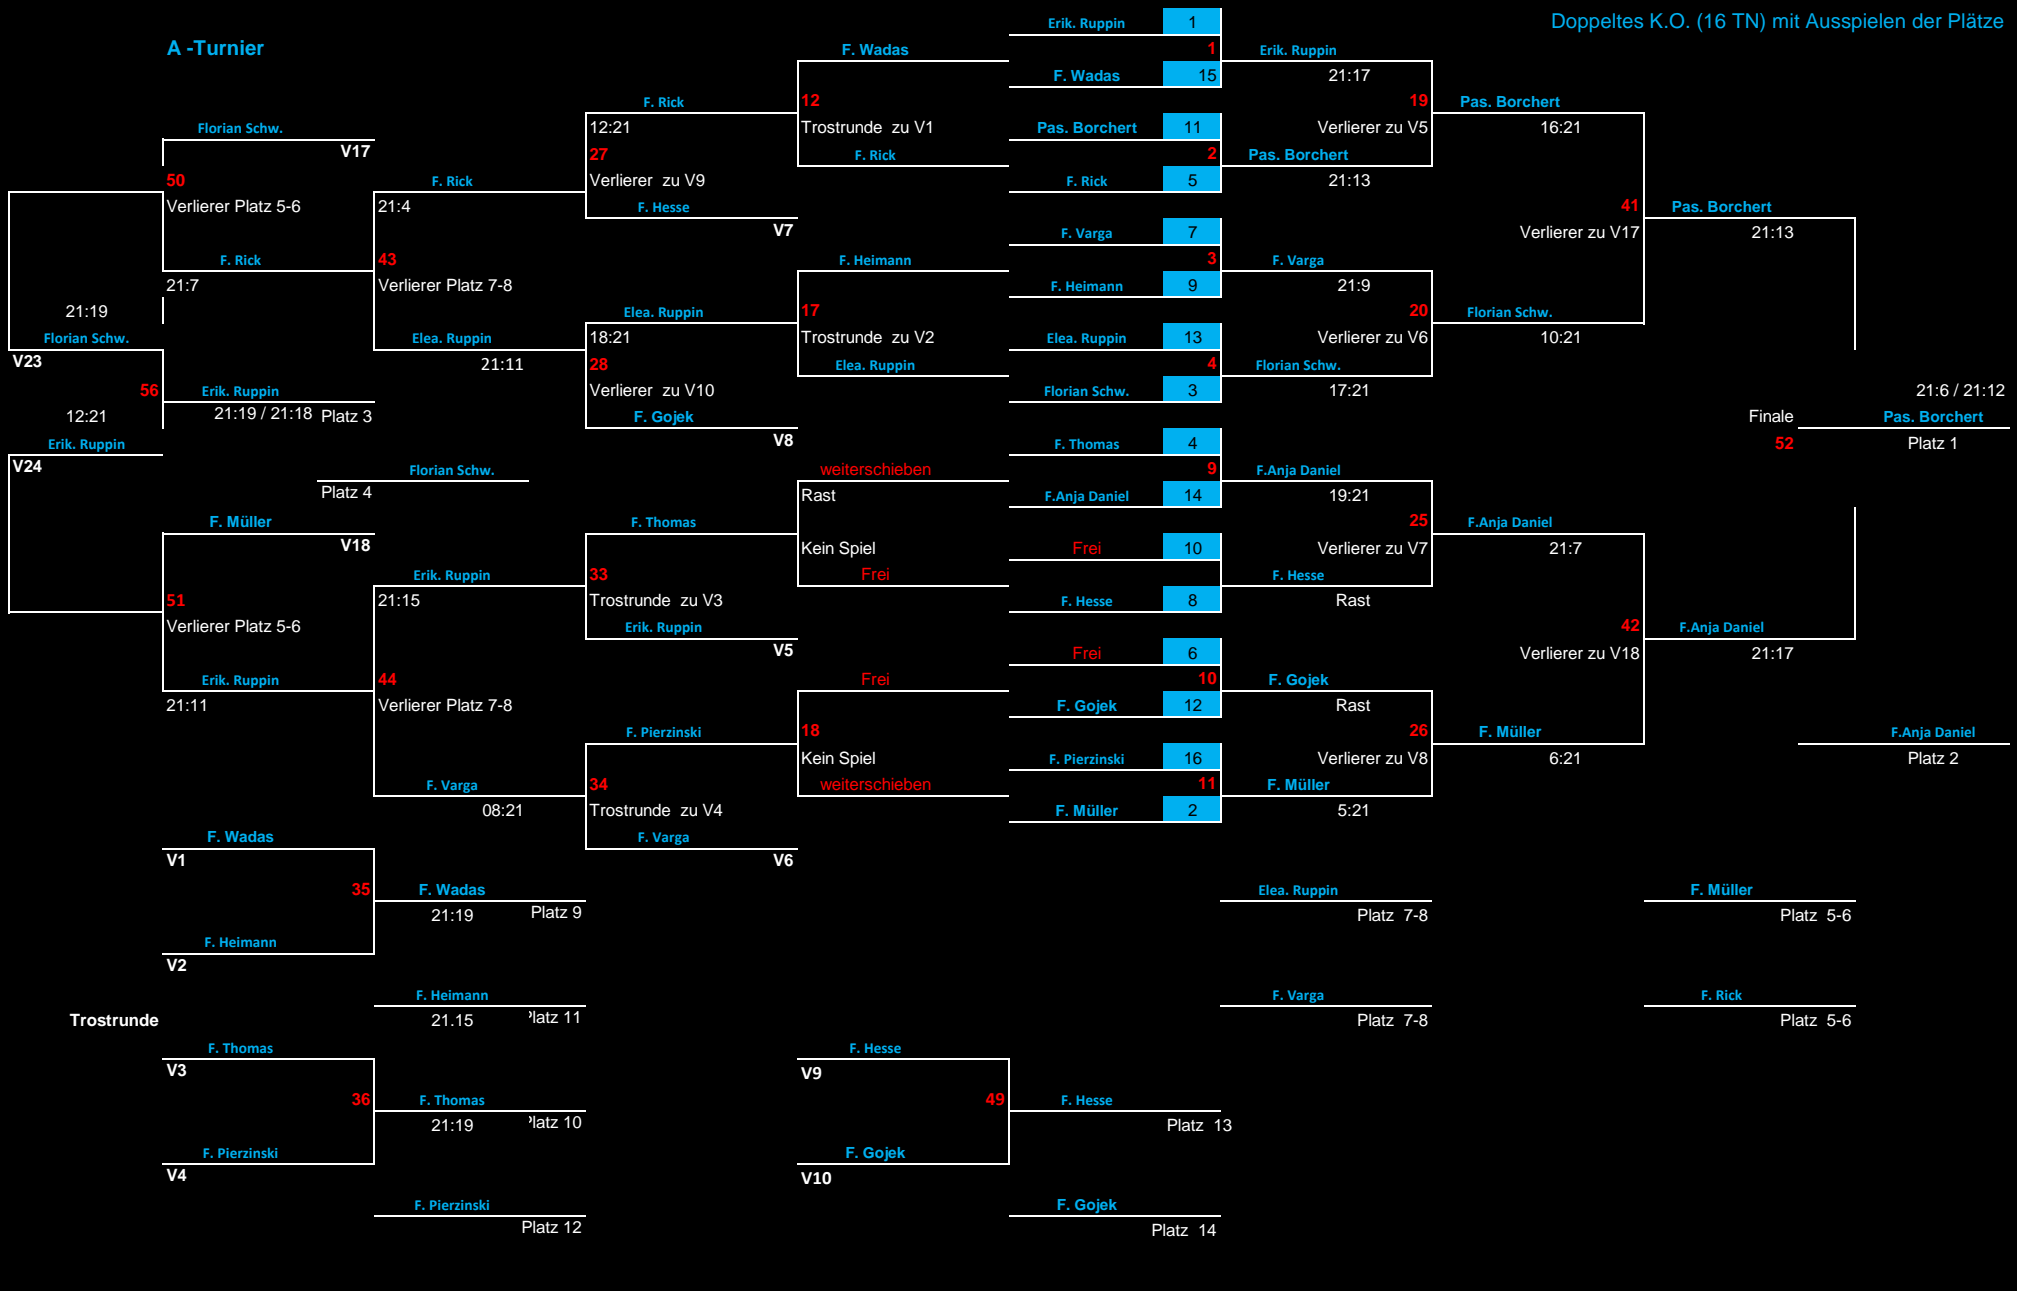 Doppeltes K.O. (16 TN) mit Ausspielen der Plätze
A -Turnier
Erik. Ruppin 1
F. Wadas 1 Erik. Ruppin
F. Wadas 15 21:17
F. Rick 12 19 Pas. Borchert
Florian Schw. 12:21 Trostrunde zu V1 Pas. Borchert 11 Verlierer zu V5 16:21
V17 27 F. Rick 2 Pas. Borchert
50 F. Rick Verlierer zu V9 F. Rick 5 21:13
Verlierer Platz 5-6 21:4 F. Hesse 41 Pas. Borchert
V7 F. Varga 7 Verlierer zu V17 21:13
F. Rick 43 F. Heimann 3 F. Varga
21:7 Verlierer Platz 7-8 F. Heimann 9 21:9
21:19 Elea. Ruppin 17 20 Florian Schw.
Florian Schw. Elea. Ruppin 18:21 Trostrunde zu V2 Elea. Ruppin 13 Verlierer zu V6 10:21
V23 21:11 28 Elea. Ruppin 4 Florian Schw.
56 Erik. Ruppin Verlierer zu V10 Florian Schw. 3 17:21 21:6 / 21:12
12:21 21:19 / 21:18 Platz 3 F. Gojek Finale Pas. Borchert
Erik. Ruppin V8 F. Thomas 4 52 Platz 1
V24 Florian Schw. weiterschieben 9 F.Anja Daniel
Platz 4 Rast F.Anja Daniel 14 19:21
F. Müller F. Thomas 25 F.Anja Daniel
V18 Kein Spiel Frei 10 Verlierer zu V7 21:7
Erik. Ruppin 33 Frei F. Hesse
51 21:15 Trostrunde zu V3 F. Hesse 8 Rast
Verlierer Platz 5-6 Erik. Ruppin 42 F.Anja Daniel
V5 Frei 6 Verlierer zu V18 21:17
Erik. Ruppin 44 Frei 10 F. Gojek
21:11 Verlierer Platz 7-8 F. Gojek 12 Rast
F. Pierzinski 18 26 F. Müller F.Anja Daniel
Kein Spiel F. Pierzinski 16 Verlierer zu V8 6:21 Platz 2
F. Varga 34 weiterschieben 11 F. Müller
08:21 Trostrunde zu V4 F. Müller 2 5:21
F. Wadas F. Varga
V1 V6
35 F. Wadas Elea. Ruppin F. Müller
21:19 Platz 9 Platz 7-8 Platz 5-6
F. Heimann
V2
F. Heimann F. Varga F. Rick
Trostrunde 21.15 Platz 11 Platz 7-8 Platz 5-6
F. Thomas F. Hesse
V3 V9
36 F. Thomas 49 F. Hesse
21:19 Platz 10 Platz 13
F. Pierzinski F. Gojek
V4 V10
F. Pierzinski F. Gojek
Platz 12 Platz 14